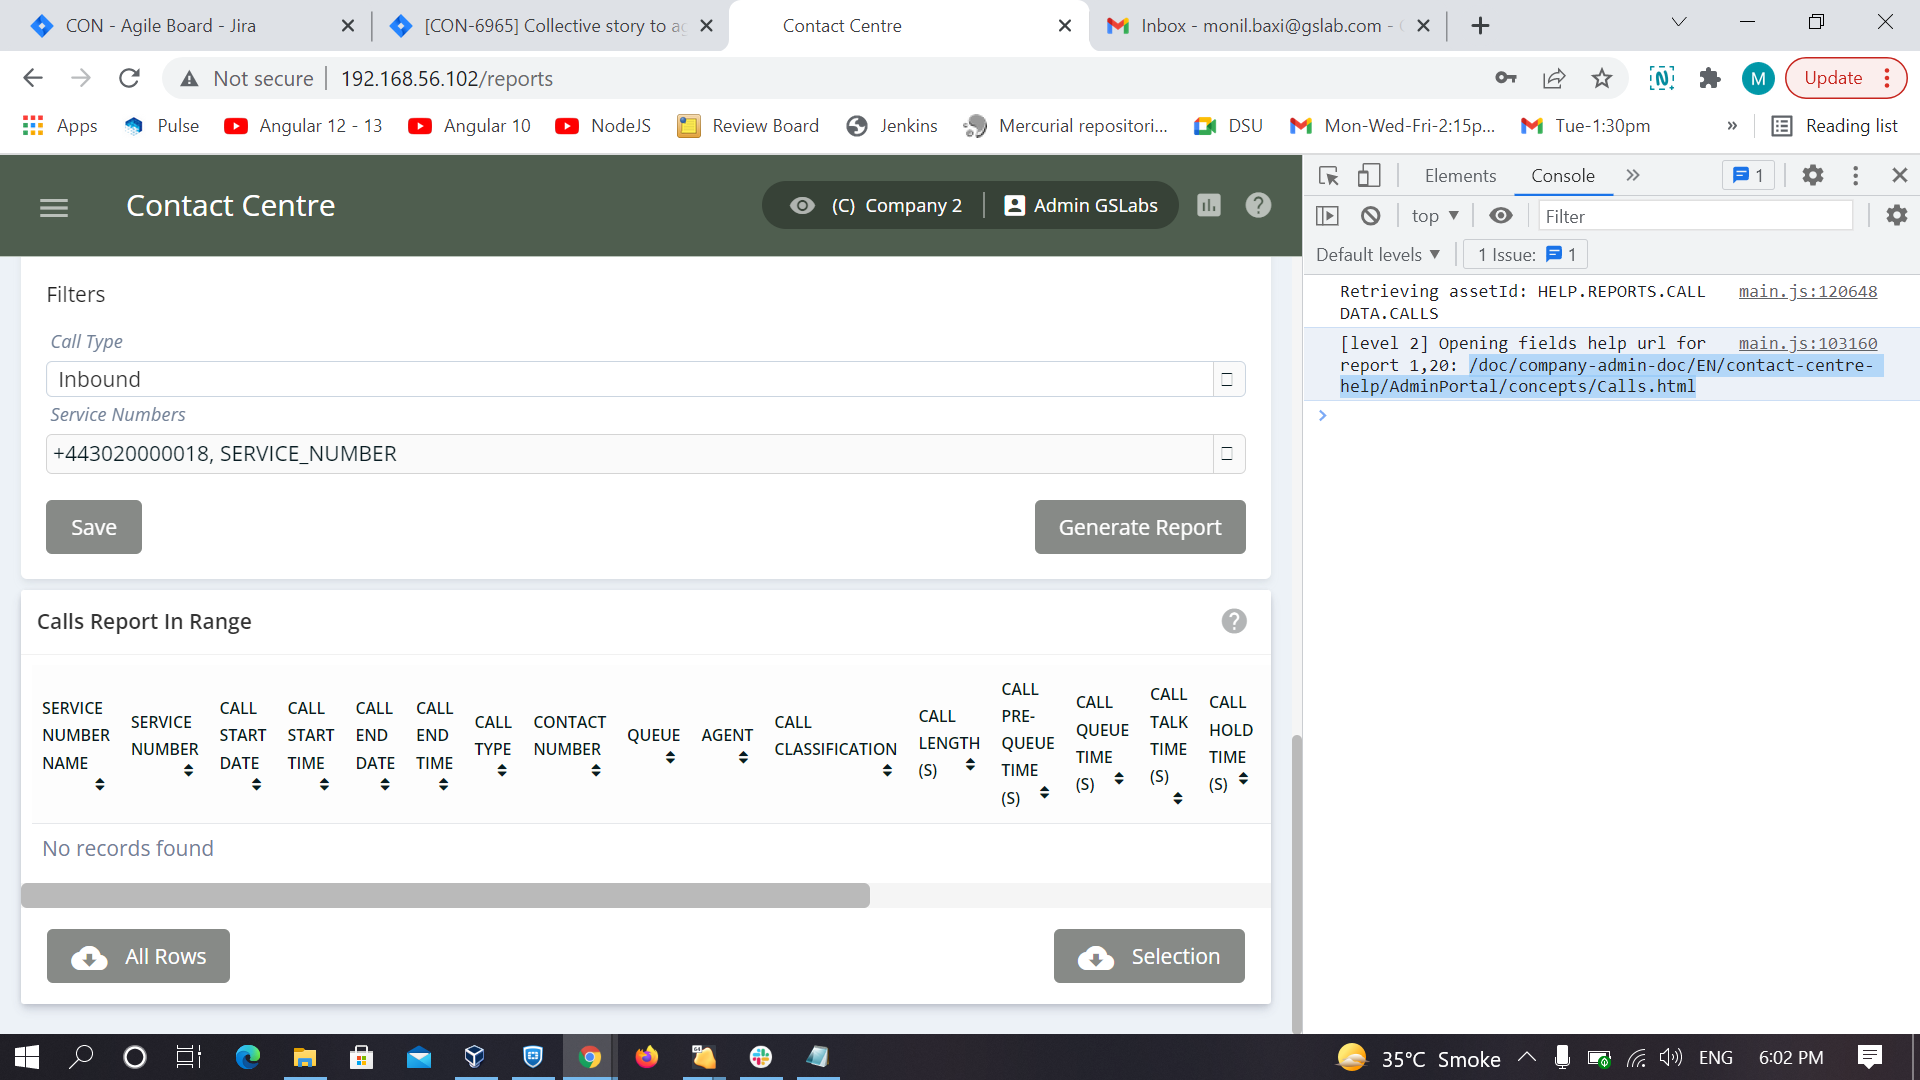 CON - Agile Board - Jira
[CON-6965] Collective story to ag
Contact Centre
Inbox - monil.baxi@gslab.com -
Not secure
192.168.56.102/reports
M
Update
Apps
Pulse
Angular 12 - 13
Angular 10
NodeJS
Review Board
Jenkins
Mercurial repositori...
DSU
Mon-Wed-Fri-2:15p...
Tue-1:30pm
»
Reading list
Contact Centre
(C) Company 2
Admin GSLabs
Filters
Call Type
Inbound
Service Numbers
+443020000018, SERVICE_NUMBER
Save
Generate Report
Calls Report In Range
SERVICE NUMBER NAME
SERVICE NUMBER
CALL START DATE
CALL START TIME
CALL END DATE
CALL END TIME
CALL TYPE
CONTACT NUMBER
QUEUE
AGENT
CALL CLASSIFICATION
CALL LENGTH (S)
CALL PRE-QUEUE TIME (S)
CALL QUEUE TIME (S)
CALL TALK TIME (S)
CALL HOLD TIME (S)
No records found
All Rows
Selection
Elements
Console
1
top
Filter
Default levels
1 Issue: 1
Retrieving assetId: HELP.REPORTS.CALL
DATA.CALLS
main.js:120648
[level 2] Opening fields help url for
main.js:103160
report 1,20: /doc/company-admin-doc/EN/contact-centre-
help/AdminPortal/concepts/Calls.html
35°C Smoke
ENG
6:02 PM